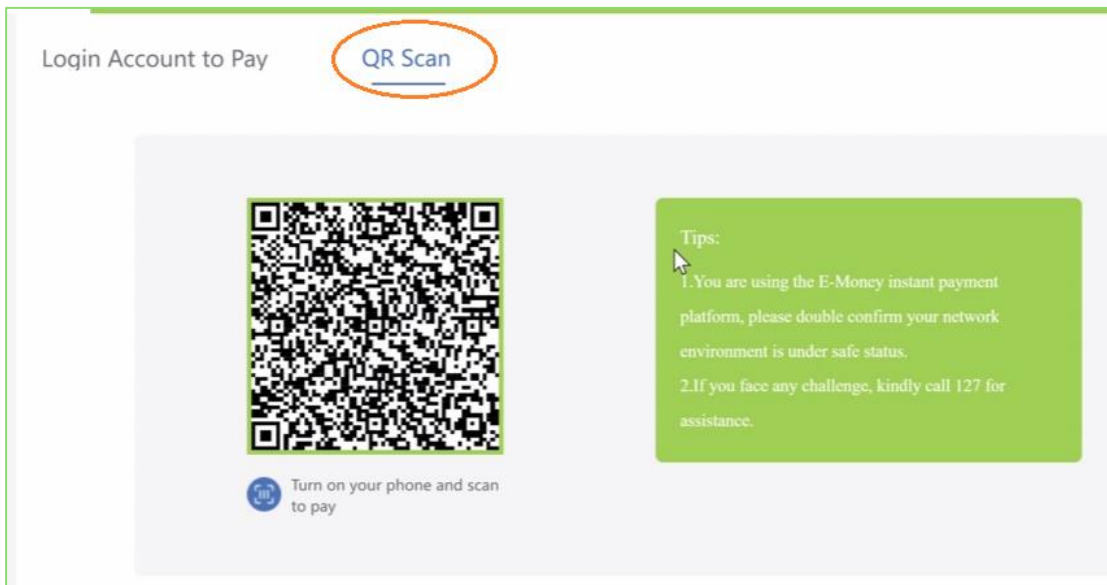 Login Account to Pay
QR Scan
Tips:
1.You are using the E-Money instant payment
platform, please double confirm your network
environment is under safe status.
2.If you face any challenge, kindly call 127 for
assistance.
Turn on your phone and scan
to pay